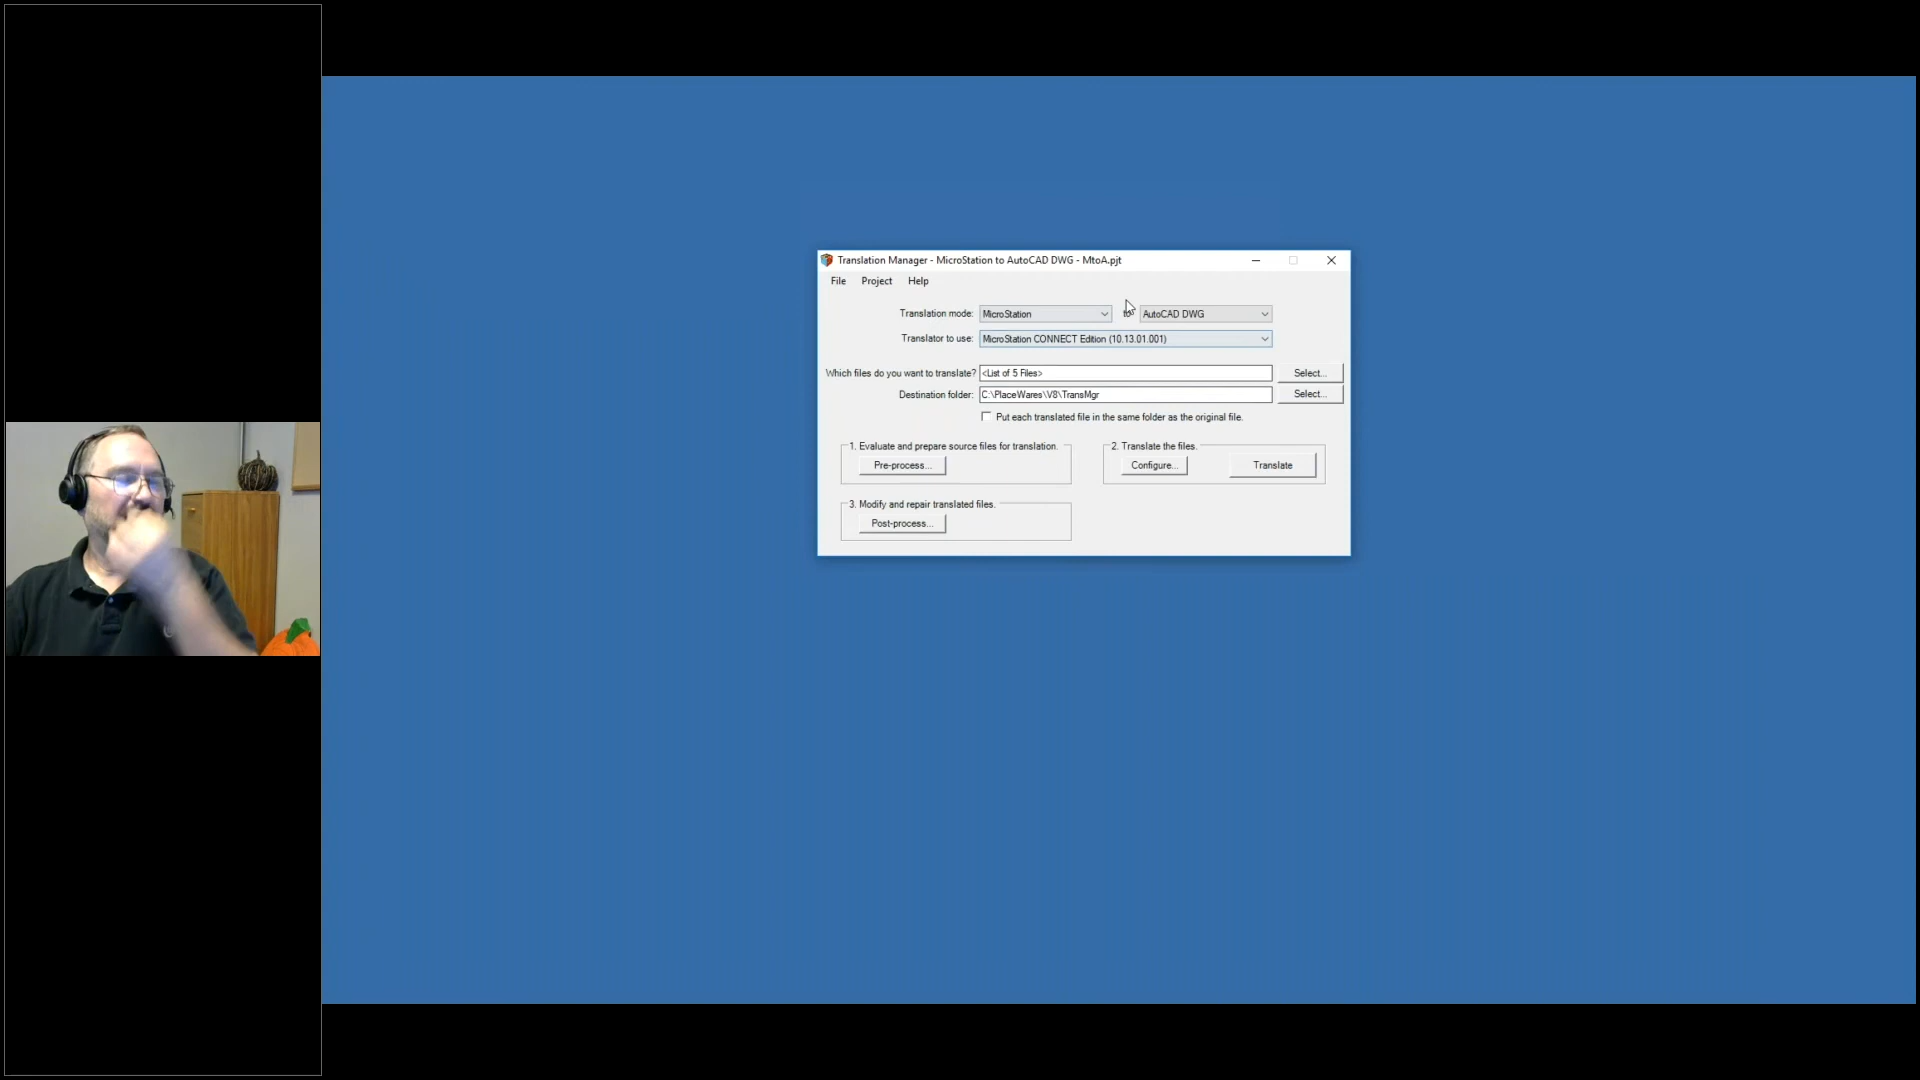 Translation Manager - MicroStation to AutoCAD DWG - MtoA.pjt
File Project Help
Translation mode: MicroStation to AutoCAD DWG
Translator to use: MicroStation CONNECT Edition (10.13.01.001)
Which files do you want to translate? <List of 5 Files> Select...
Destination folder: C:\PlaceWares\V8\TransMgr Select...
Put each translated file in the same folder as the original file.
1. Evaluate and prepare source files for translation.
Pre-process...
2. Translate the files.
Configure... Translate
3. Modify and repair translated files.
Post-process...